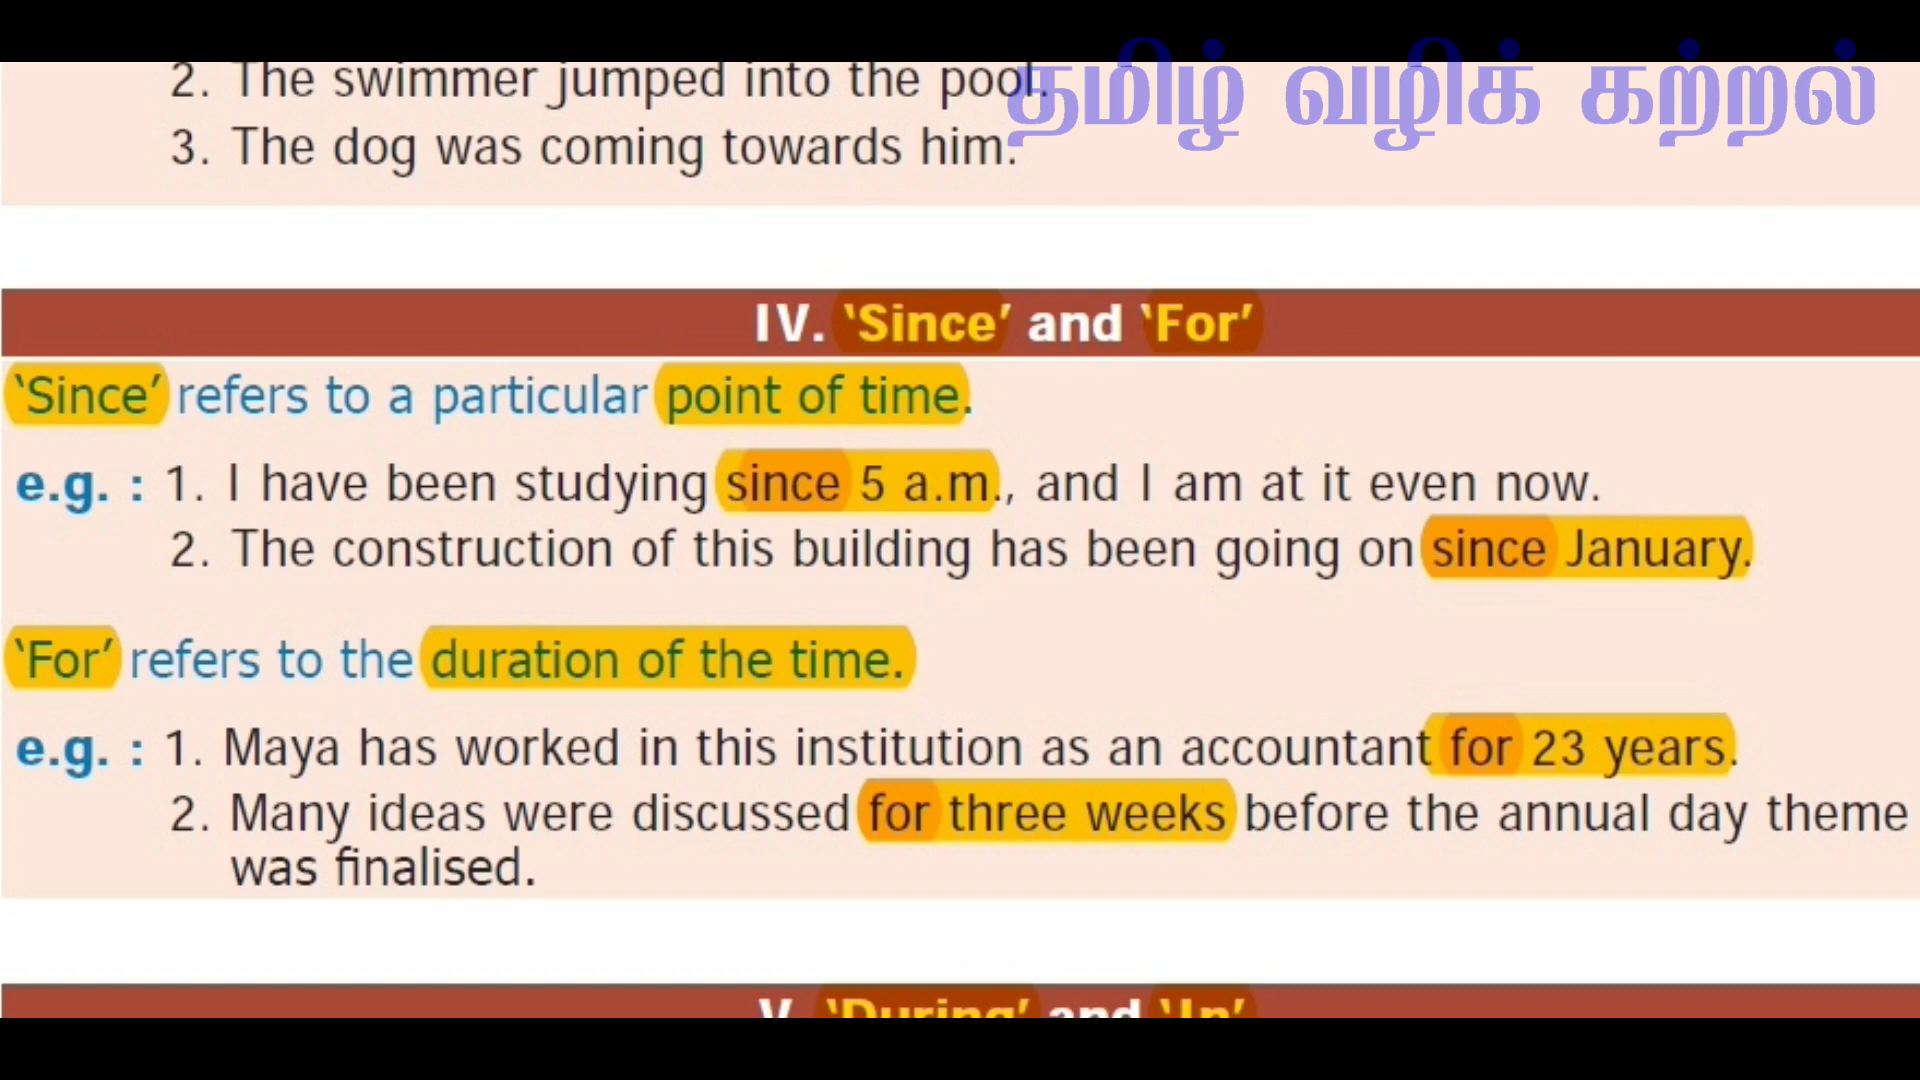 தமிழ் வழிக் கற்றல்
2. The swimmer jumped into the pool.
3. The dog was coming towards him.
IV. ‘Since’ and ‘For’
‘Since’ refers to a particular point of time.
e.g. : 1. I have been studying since 5 a.m., and I am at it even now.
2. The construction of this building has been going on since January.
‘For’ refers to the duration of the time.
e.g. : 1. Maya has worked in this institution as an accountant for 23 years.
2. Many ideas were discussed for three weeks before the annual day theme
was finalised.
V. ‘During’ and ‘In’